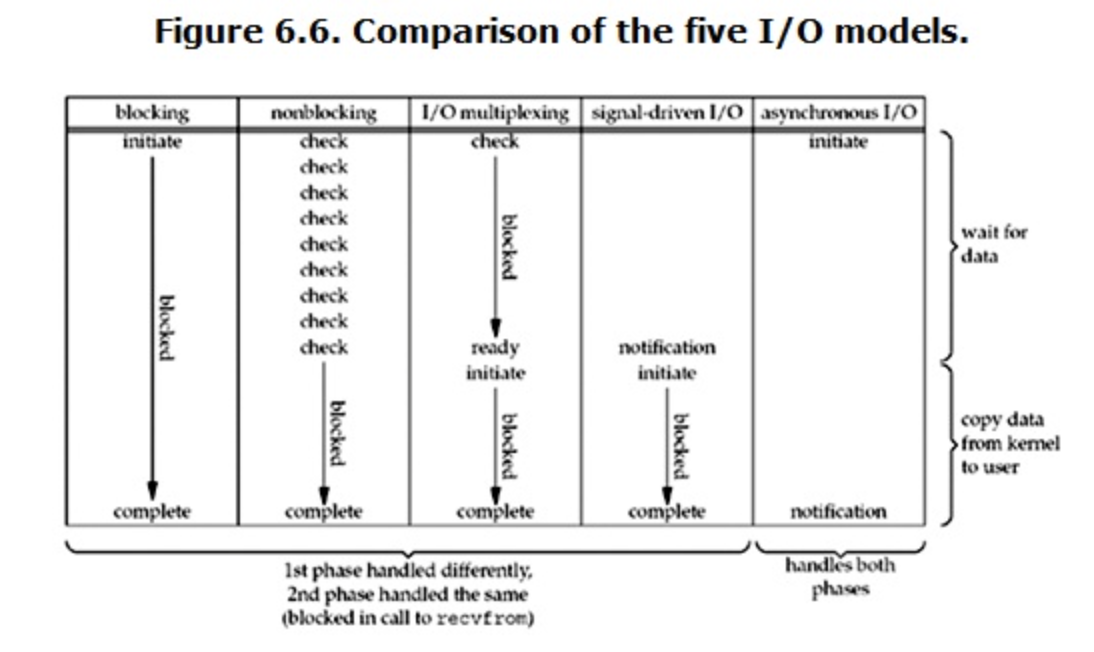 Figure 6.6. Comparison of the five I/O models.
blocking nonblocking I/O multiplexing signal-driven I/O asynchronous I/O
initiate check check initiate
check
check
check
check
check
check
check
check ready notification
initiate initiate
blocked
blocked
blocked
blocked
blocked
complete complete complete complete notification
wait for
data
copy data
from kernel
to user
1st phase handled differently,
2nd phase handled the same
(blocked in call to recvfrom)
handles both
phases